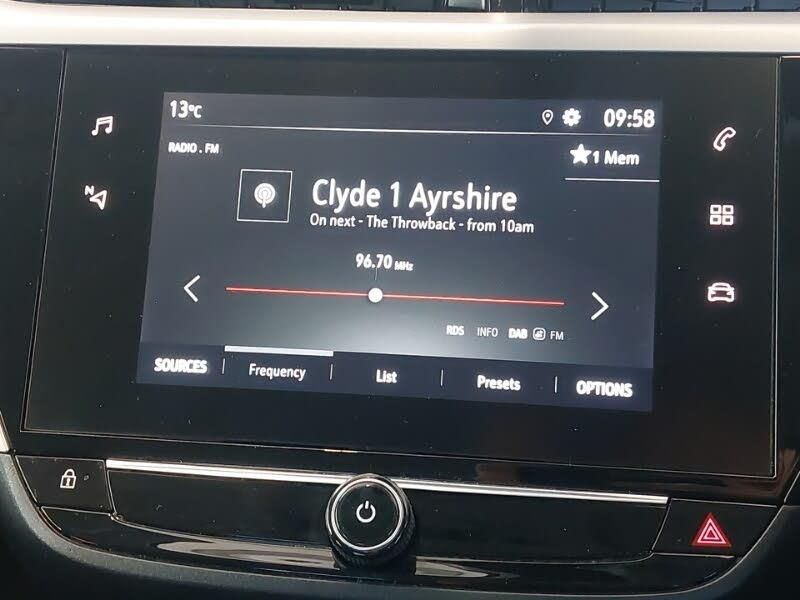 13°C 09:58
RADIO . FM
1 Mem
Clyde 1 Ayrshire
On next - The Throwback - from 10am
96.70 MHz
RDS INFO DAB FM
SOURCES Frequency List Presets OPTIONS
N